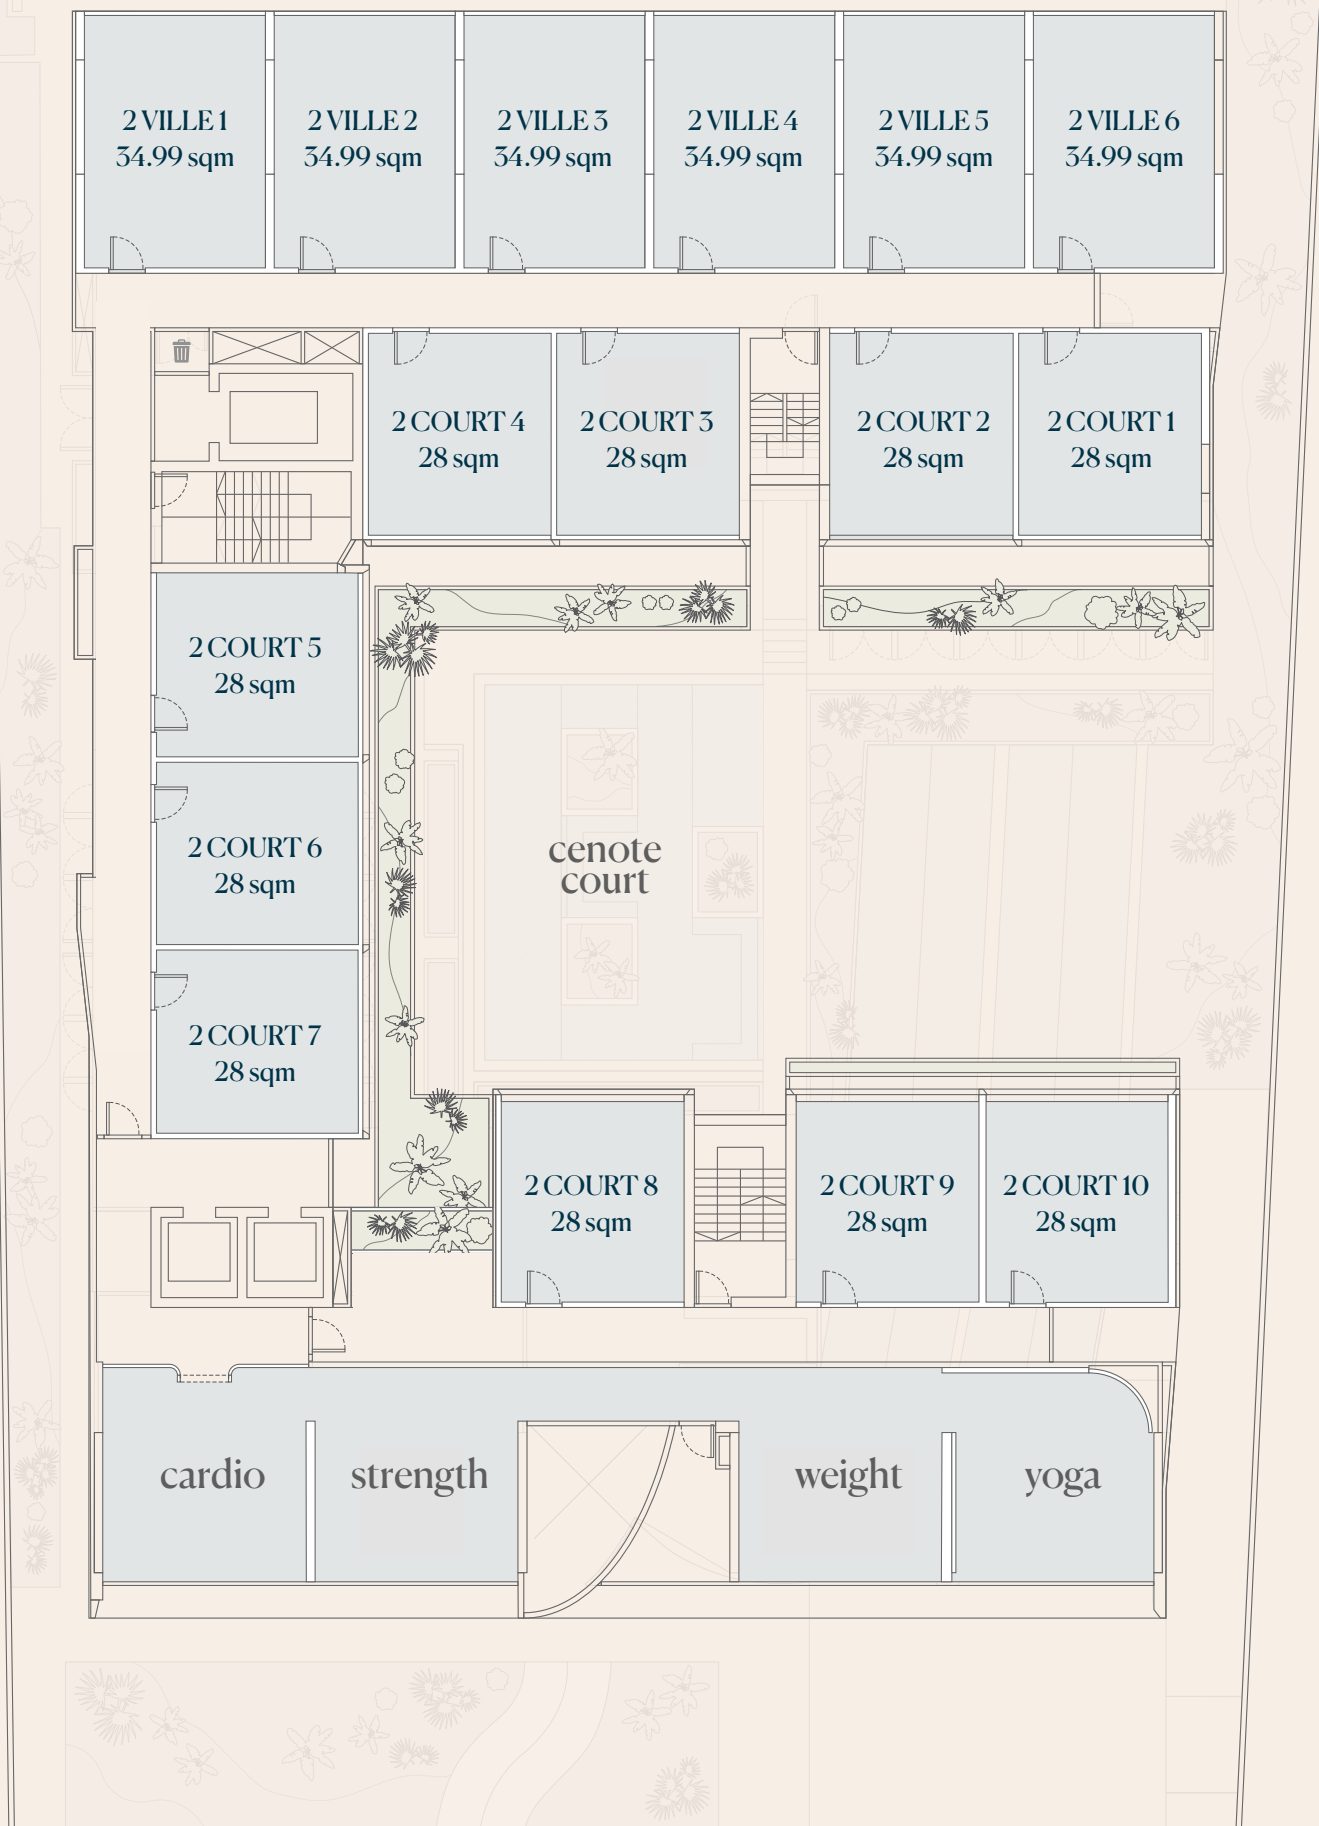 2 VILLE 1
34.99 sqm
2 VILLE 2
34.99 sqm
2 VILLE 3
34.99 sqm
2 VILLE 4
34.99 sqm
2 VILLE 5
34.99 sqm
2 VILLE 6
34.99 sqm
2 COURT 4
28 sqm
2 COURT 3
28 sqm
2 COURT 2
28 sqm
2 COURT 1
28 sqm
2 COURT 5
28 sqm
2 COURT 6
28 sqm
cenote
court
2 COURT 7
28 sqm
2 COURT 8
28 sqm
2 COURT 9
28 sqm
2 COURT 10
28 sqm
cardio
strength
weight
yoga